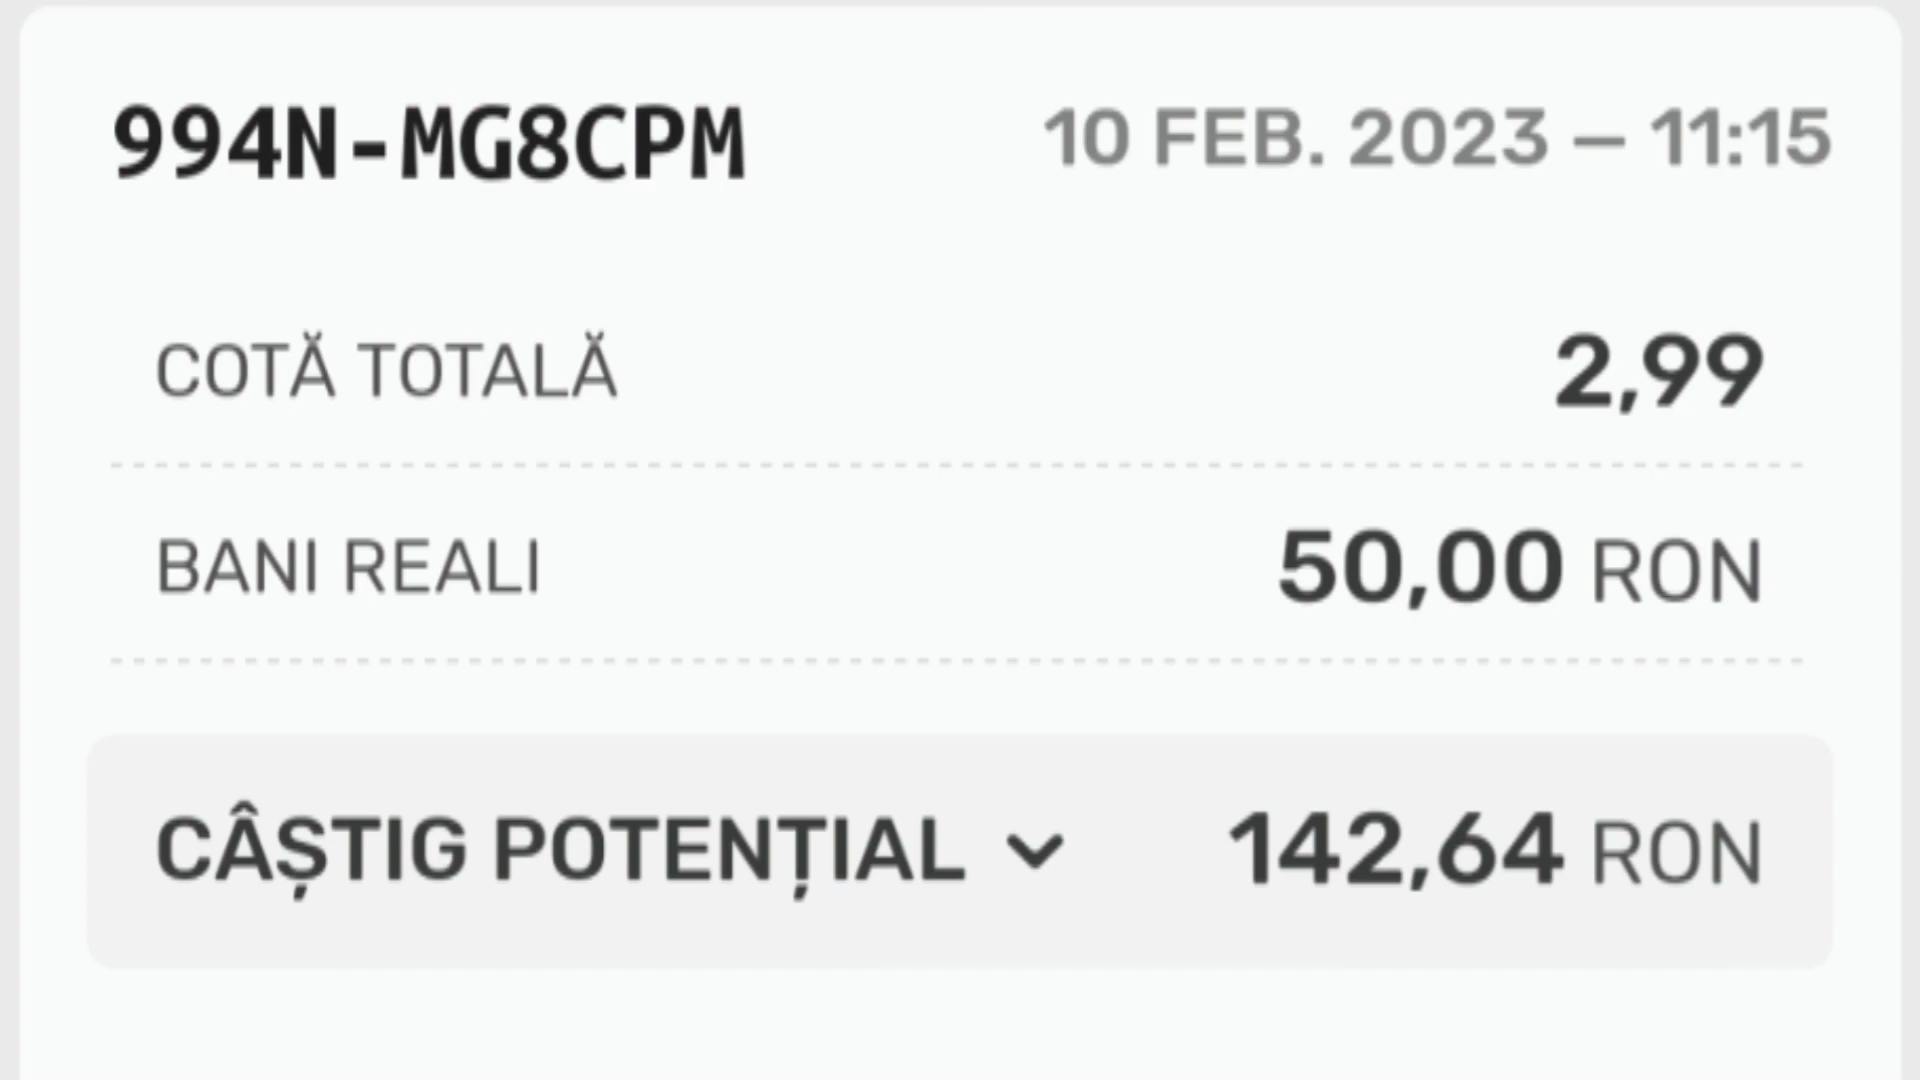 994N-MG8CPM 10 FEB. 2023 – 11:15
COTĂ TOTALĂ 2,99
BANI REALI 50,00 RON
CÂȘTIG POTENȚIAL 142,64 RON